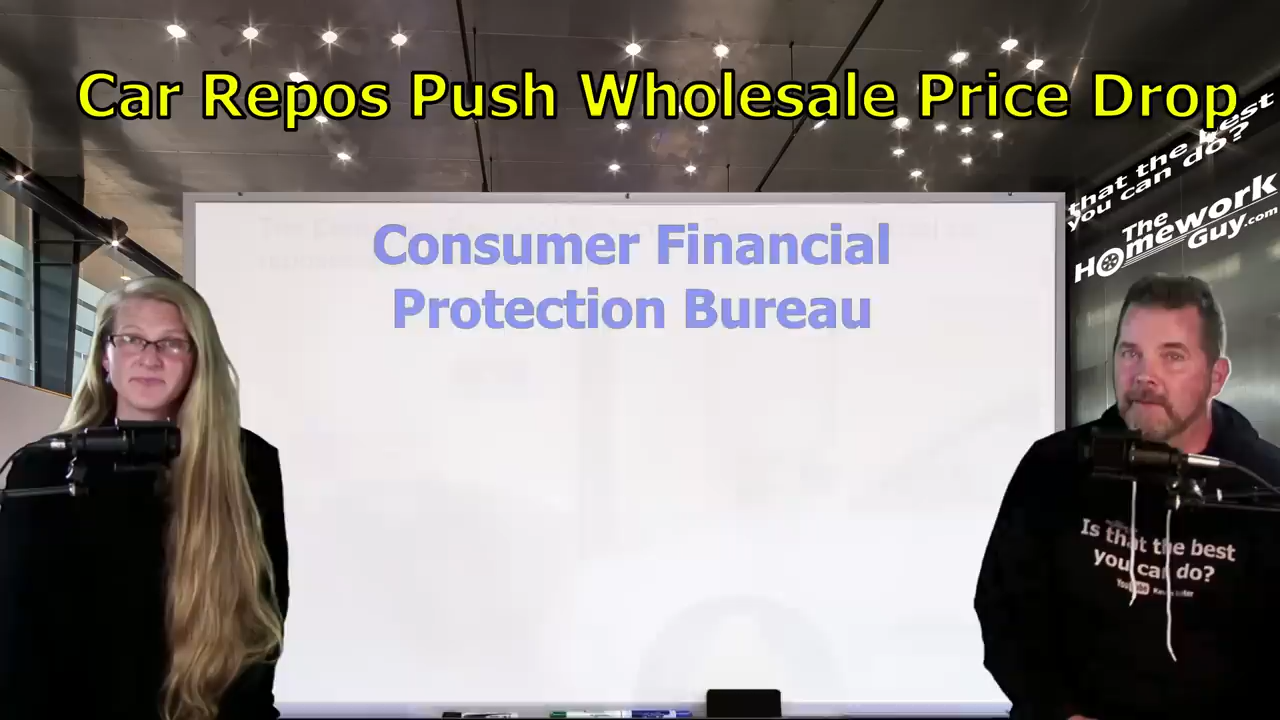 Car Repos Push Wholesale Price Drop
that the best
you can do?
The
Homework
Guy.com
Consumer Financial
Protection Bureau
Is that the best
you can do?
YouTube